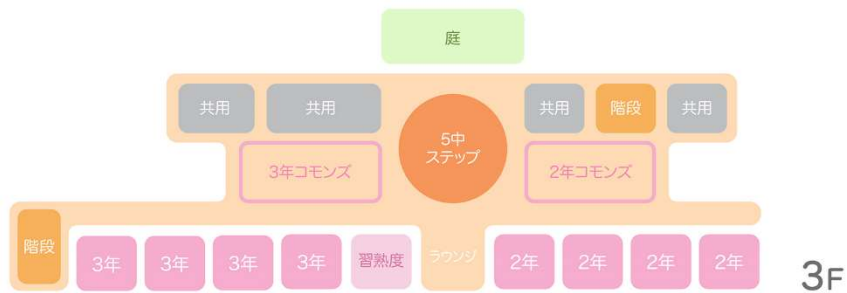 庭
共用
共用
共用
階段
共用
5中
ステップ
3年コモンズ
2年コモンズ
階段
3年
3年
3年
3年
習熟度
ラウンジ
2年
2年
2年
2年
3F